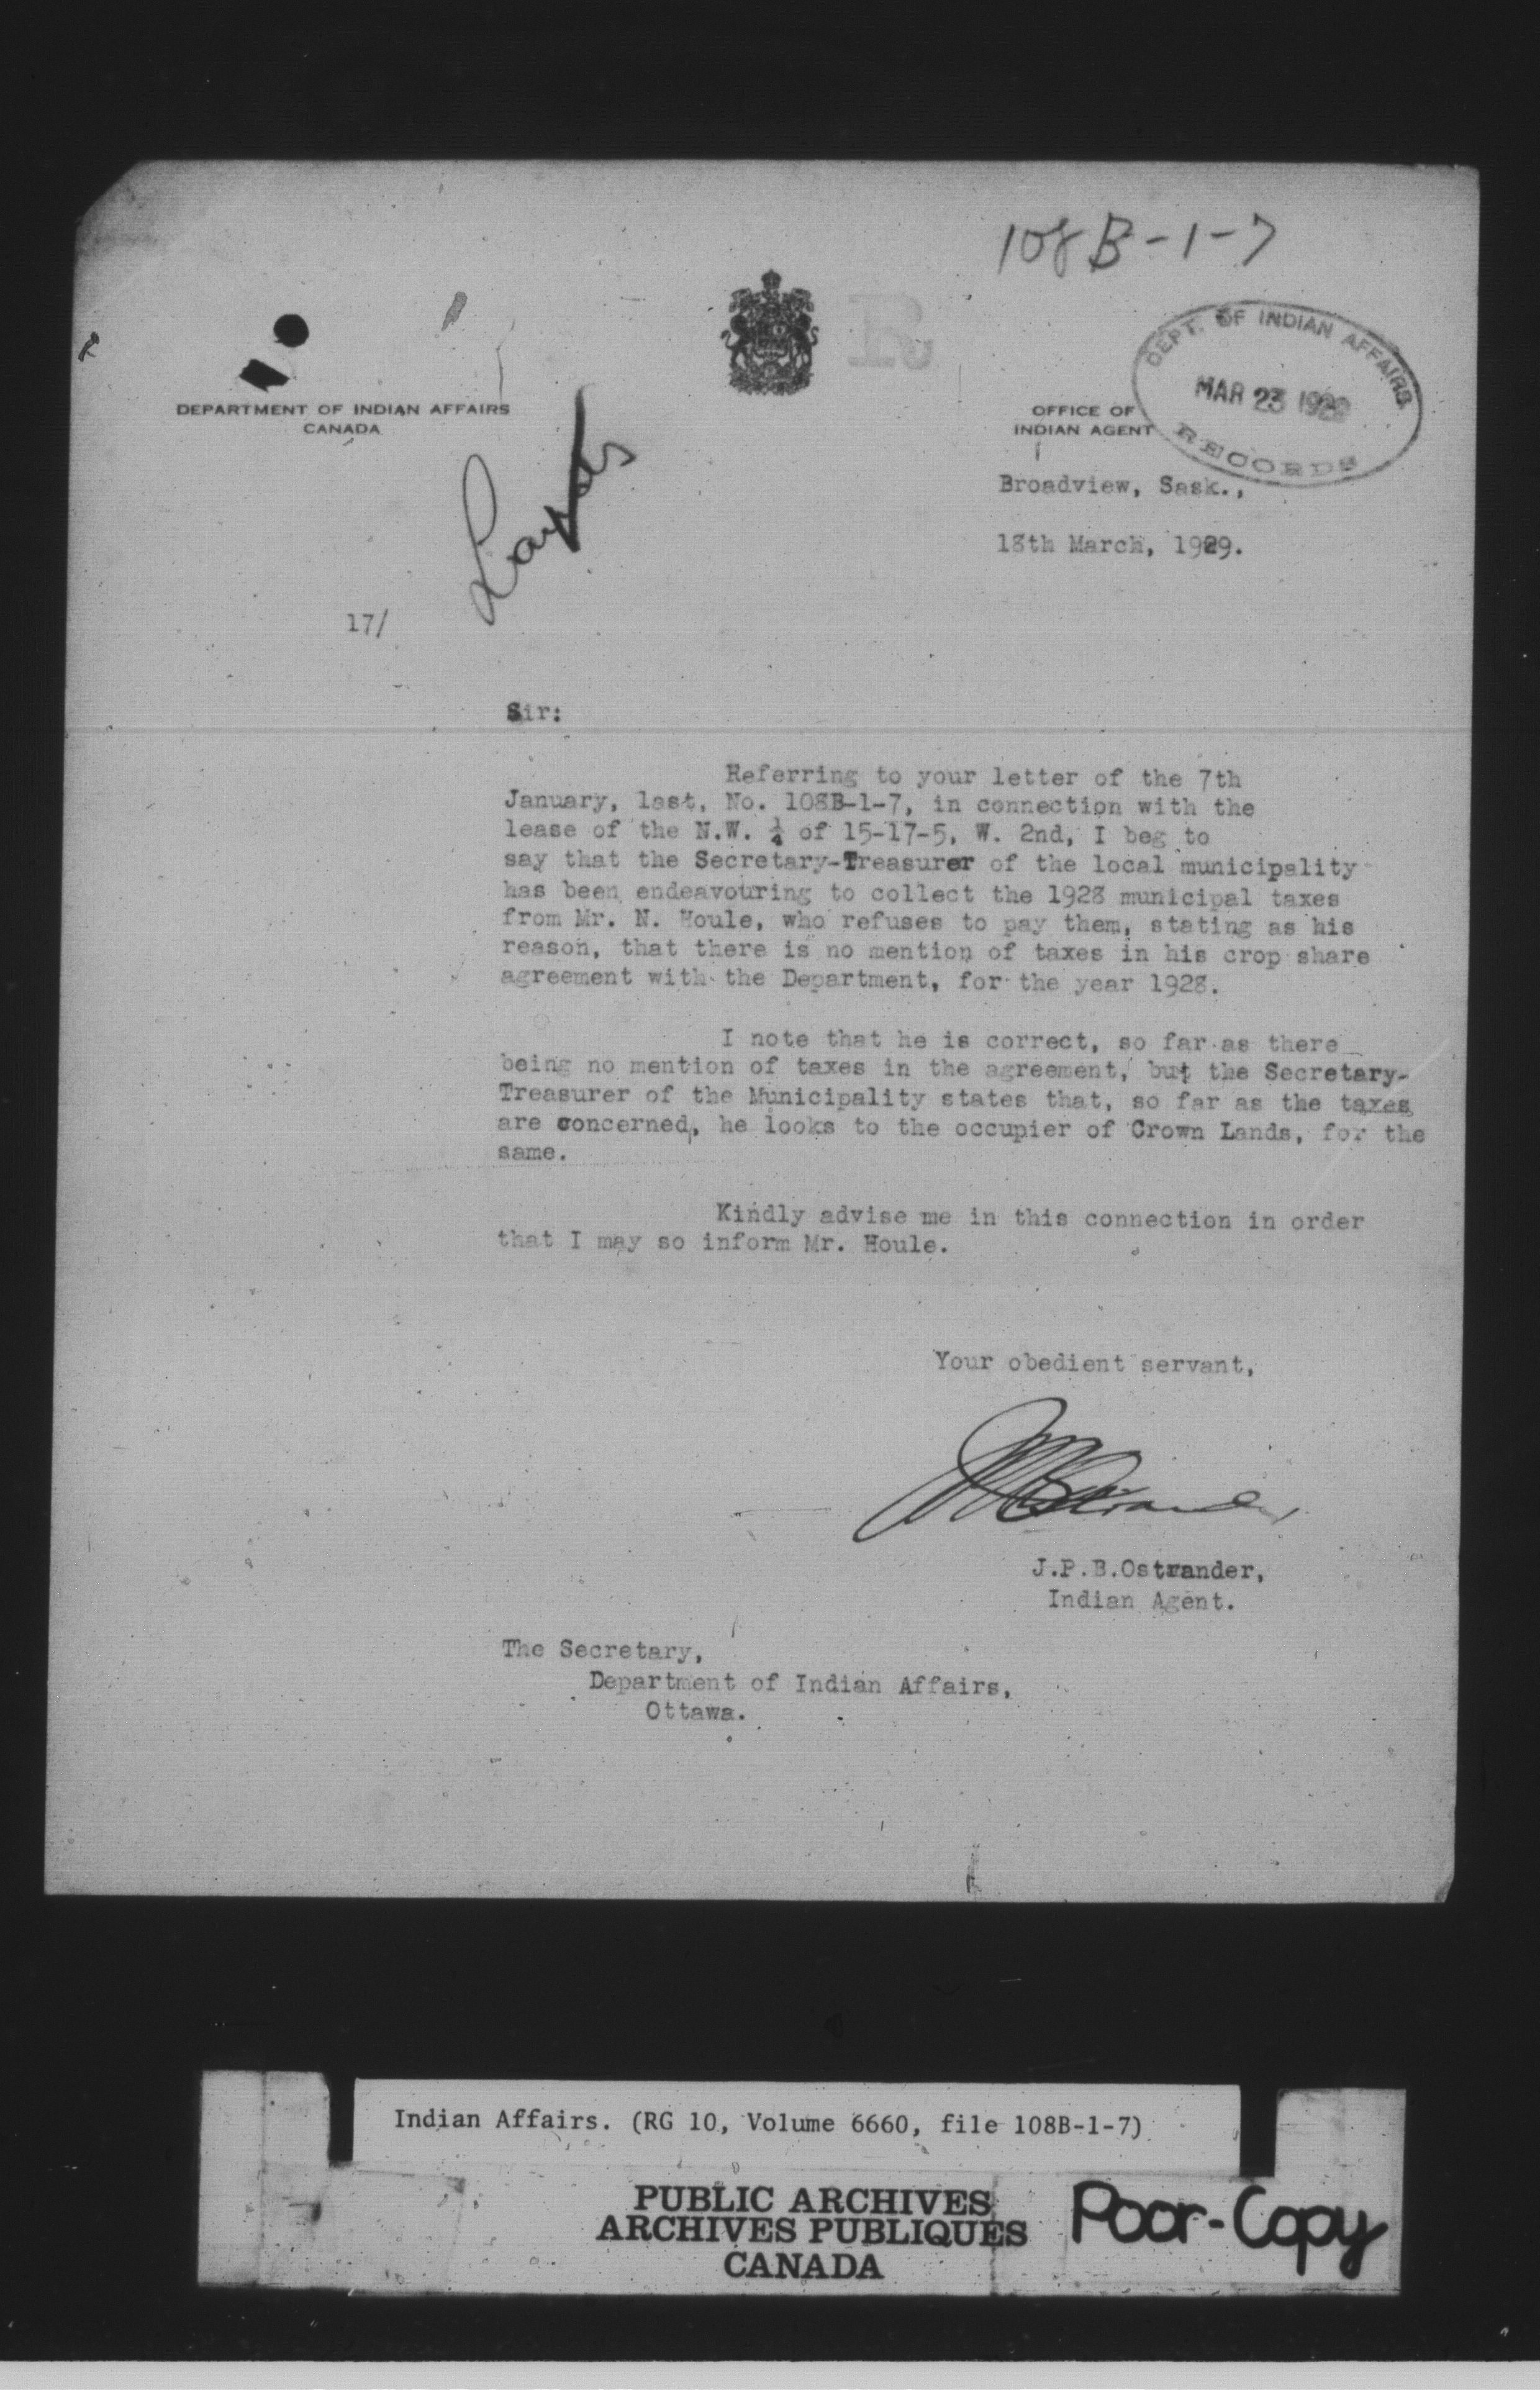 108B-1-7
DEPARTMENT OF INDIAN AFFAIRS
CANADA
OFFICE OF
INDIAN AGENT
DEPT. OF INDIAN AFFAIRS
MAR 23 1929
RECORDS
Broadview, Sask.,
18th March, 1929.
17/
Sir:
Referring to your letter of the 7th
January, last, No. 108B-1-7, in connection with the
lease of the N.W. ¼ of 15-17-5, W. 2nd, I beg to
say that the Secretary-Treasurer of the local municipality
has been endeavouring to collect the 1928 municipal taxes
from Mr. N. Houle, who refuses to pay them, stating as his
reason, that there is no mention of taxes in his crop share
agreement with the Department, for the year 1928.
I note that he is correct, so far as there
being no mention of taxes in the agreement, but the Secretary-
Treasurer of the Municipality states that, so far as the taxes
are concerned, he looks to the occupier of Crown Lands, for the
same.
Kindly advise me in this connection in order
that I may so inform Mr. Houle.
Your obedient servant,
J.P.B.Ostrander,
Indian Agent.
The Secretary,
Department of Indian Affairs,
Ottawa.
Indian Affairs. (RG 10, Volume 6660, file 108B-1-7)
PUBLIC ARCHIVES
ARCHIVES PUBLIQUES
CANADA
Poor-Copy